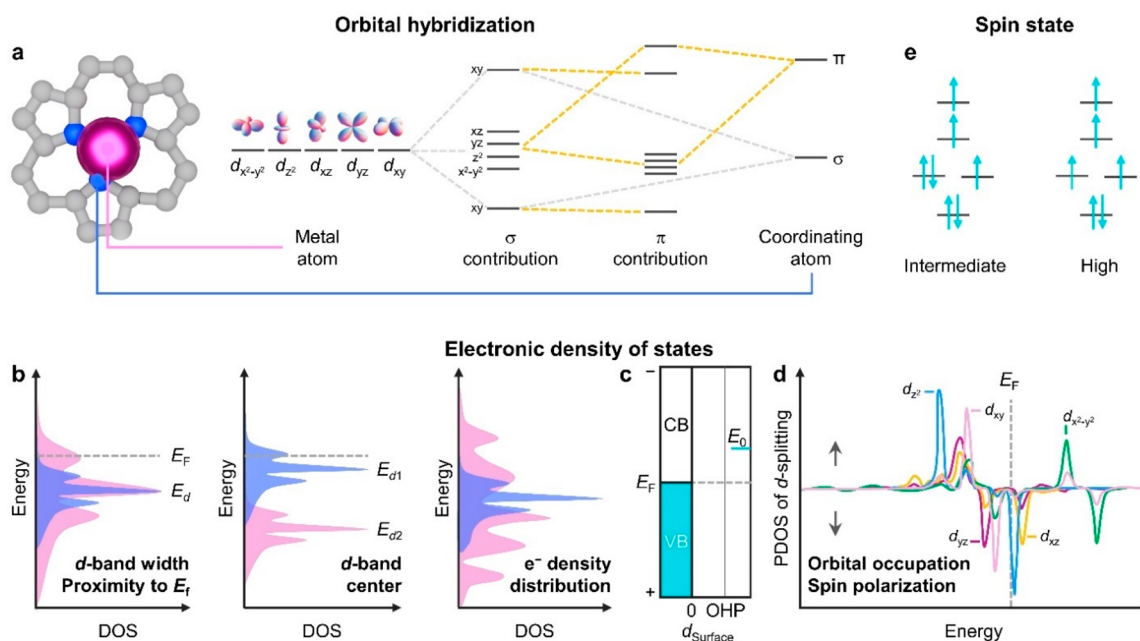 Orbital hybridization
Spin state
a
e
xy
xz
yz
z²
x²-y²
xy
π
σ
dx²-y² dz² dxz dyz dxy
Metal
atom
σ
contribution
π
contribution
Coordinating
atom
Intermediate
High
Electronic density of states
b
Energy
EF
Ed
d-band width
Proximity to Ef
DOS
Energy
Ed1
Ed2
d-band
center
DOS
Energy
e⁻ density
distribution
DOS
c
−
CB
E0
EF
VB
+
0 OHP
dSurface
d
PDOS of d-splitting
dz²
dxy
EF
dx²-y²
dyz
dxz
Orbital occupation
Spin polarization
Energy